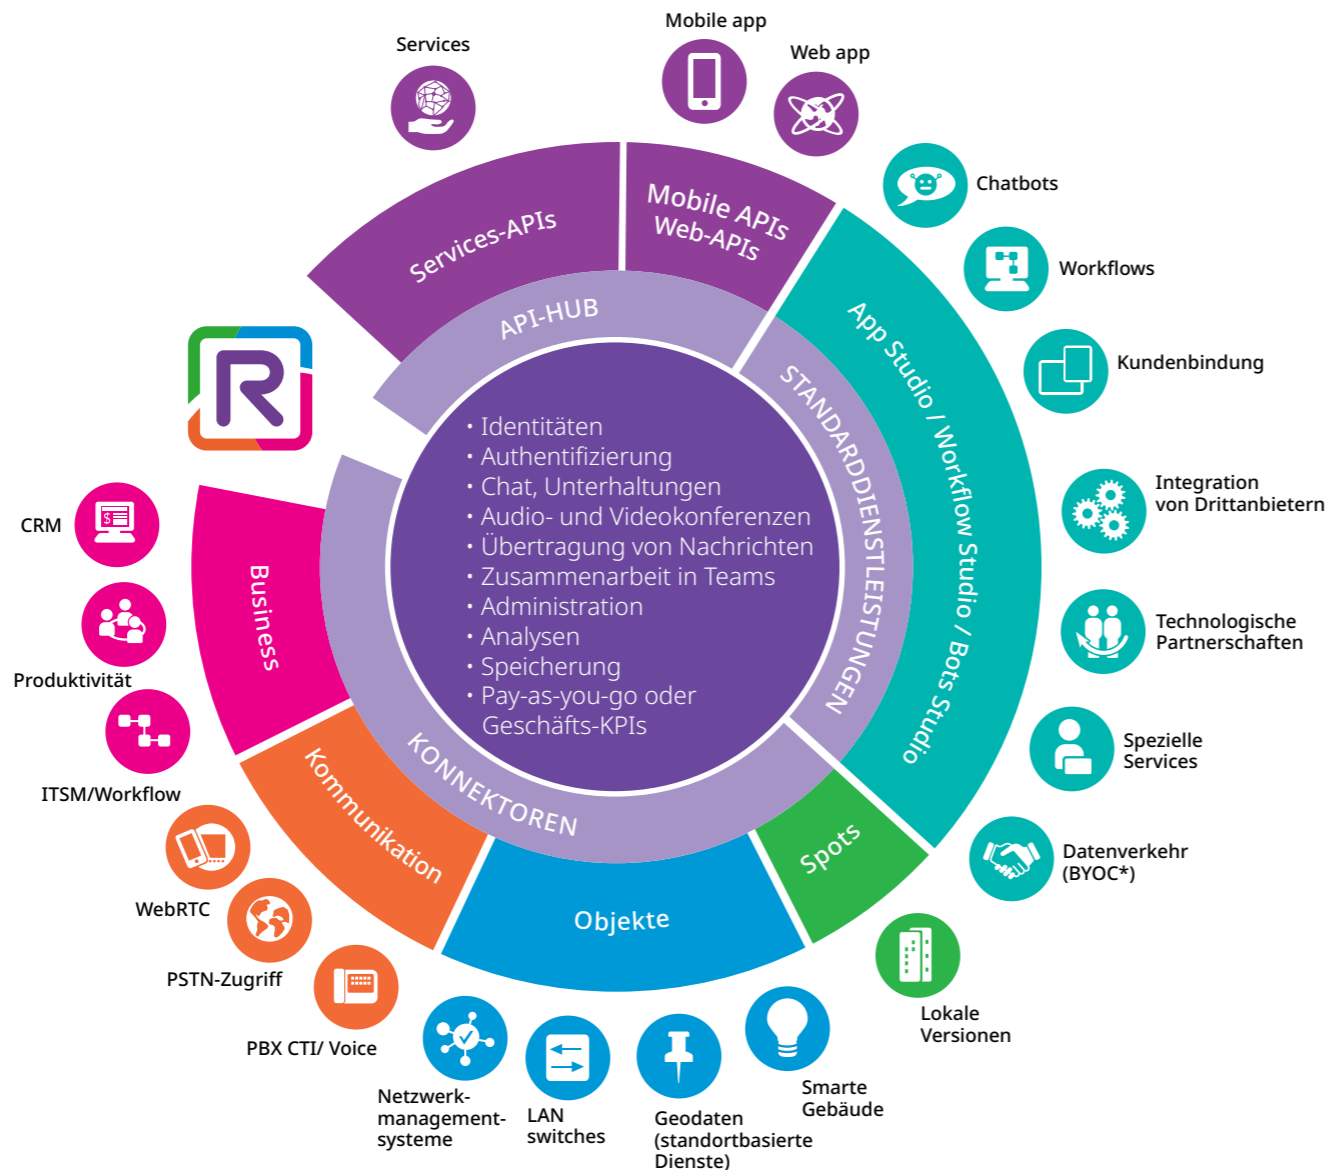 Services
Mobile app
Web app
Chatbots
Workflows
Kundenbindung
Integration
von Drittanbietern
Technologische
Partnerschaften
Spezielle
Services
Datenverkehr
(BYOC*)
Lokale
Versionen
Smarte
Gebäude
Geodaten
(standortbasierte
Dienste)
LAN
switches
Netzwerk-
management-
systeme
PBX CTI/ Voice
PSTN-Zugriff
WebRTC
ITSM/Workflow
Produktivität
CRM
$
R
Services-APIs
Mobile APIs
Web-APIs
App Studio / Workflow Studio / Bots Studio
Spots
Objekte
Kommunikation
Business
API-HUB
STANDARDDIENSTLEISTUNGEN
KONNEKTOREN
• Identitäten
• Authentifizierung
• Chat, Unterhaltungen
• Audio- und Videokonferenzen
• Übertragung von Nachrichten
• Zusammenarbeit in Teams
• Administration
• Analysen
• Speicherung
• Pay-as-you-go oder
Geschäfts-KPIs